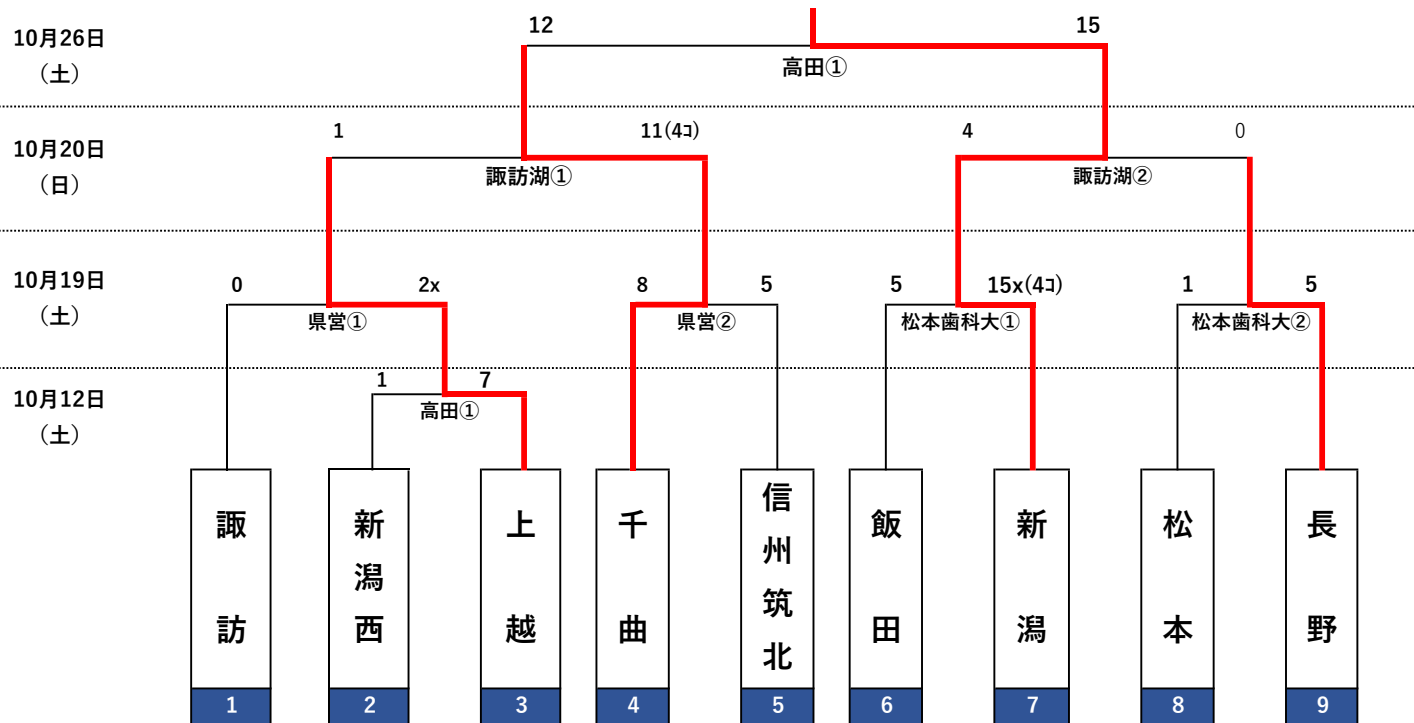 12
15
10月26日
（土）
高田①
1
11(4ｺ)
4
0
10月20日
（日）
諏訪湖①
諏訪湖②
10月19日
（土）
0
2x
8
5
5
15x(4ｺ)
1
5
県営①
県営②
松本歯科大①
松本歯科大②
10月12日
（土）
1
7
高田①
諏訪
新潟西
上越
千曲
信州筑北
飯田
新潟
松本
長野
1
2
3
4
5
6
7
8
9